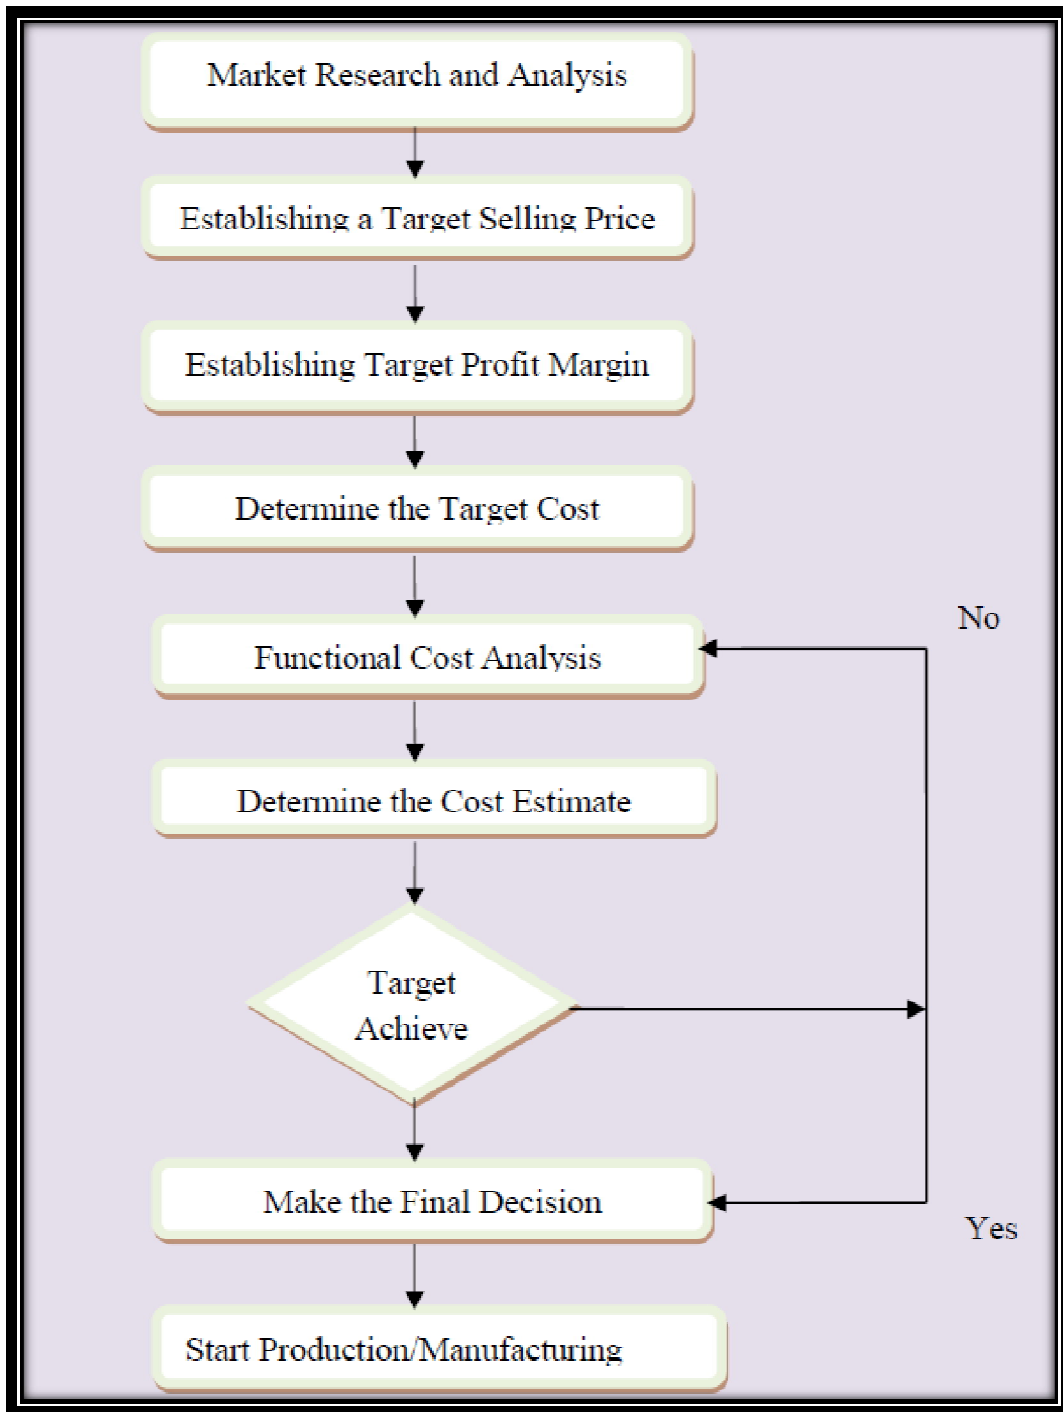 Market Research and Analysis
Establishing a Target Selling Price
Establishing Target Profit Margin
Determine the Target Cost
No
Functional Cost Analysis
Determine the Cost Estimate
Target
Achieve
Make the Final Decision
Yes
Start Production/Manufacturing